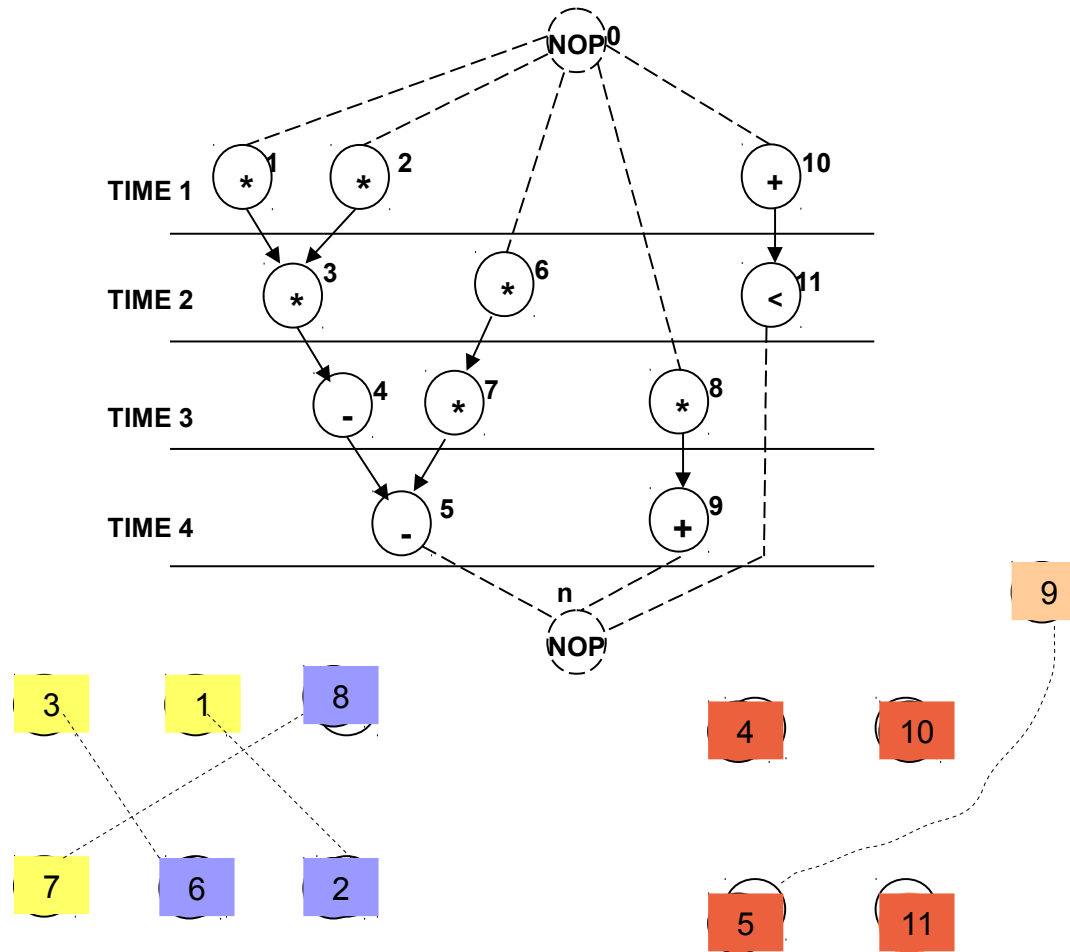 NOP 0
1 2 10
TIME 1 * * +
3 6 11
TIME 2 * * <
4 7 8
TIME 3 - * *
5 9
TIME 4 - +
n
NOP
9
3 1 8
4 10
7 6 2
5 11